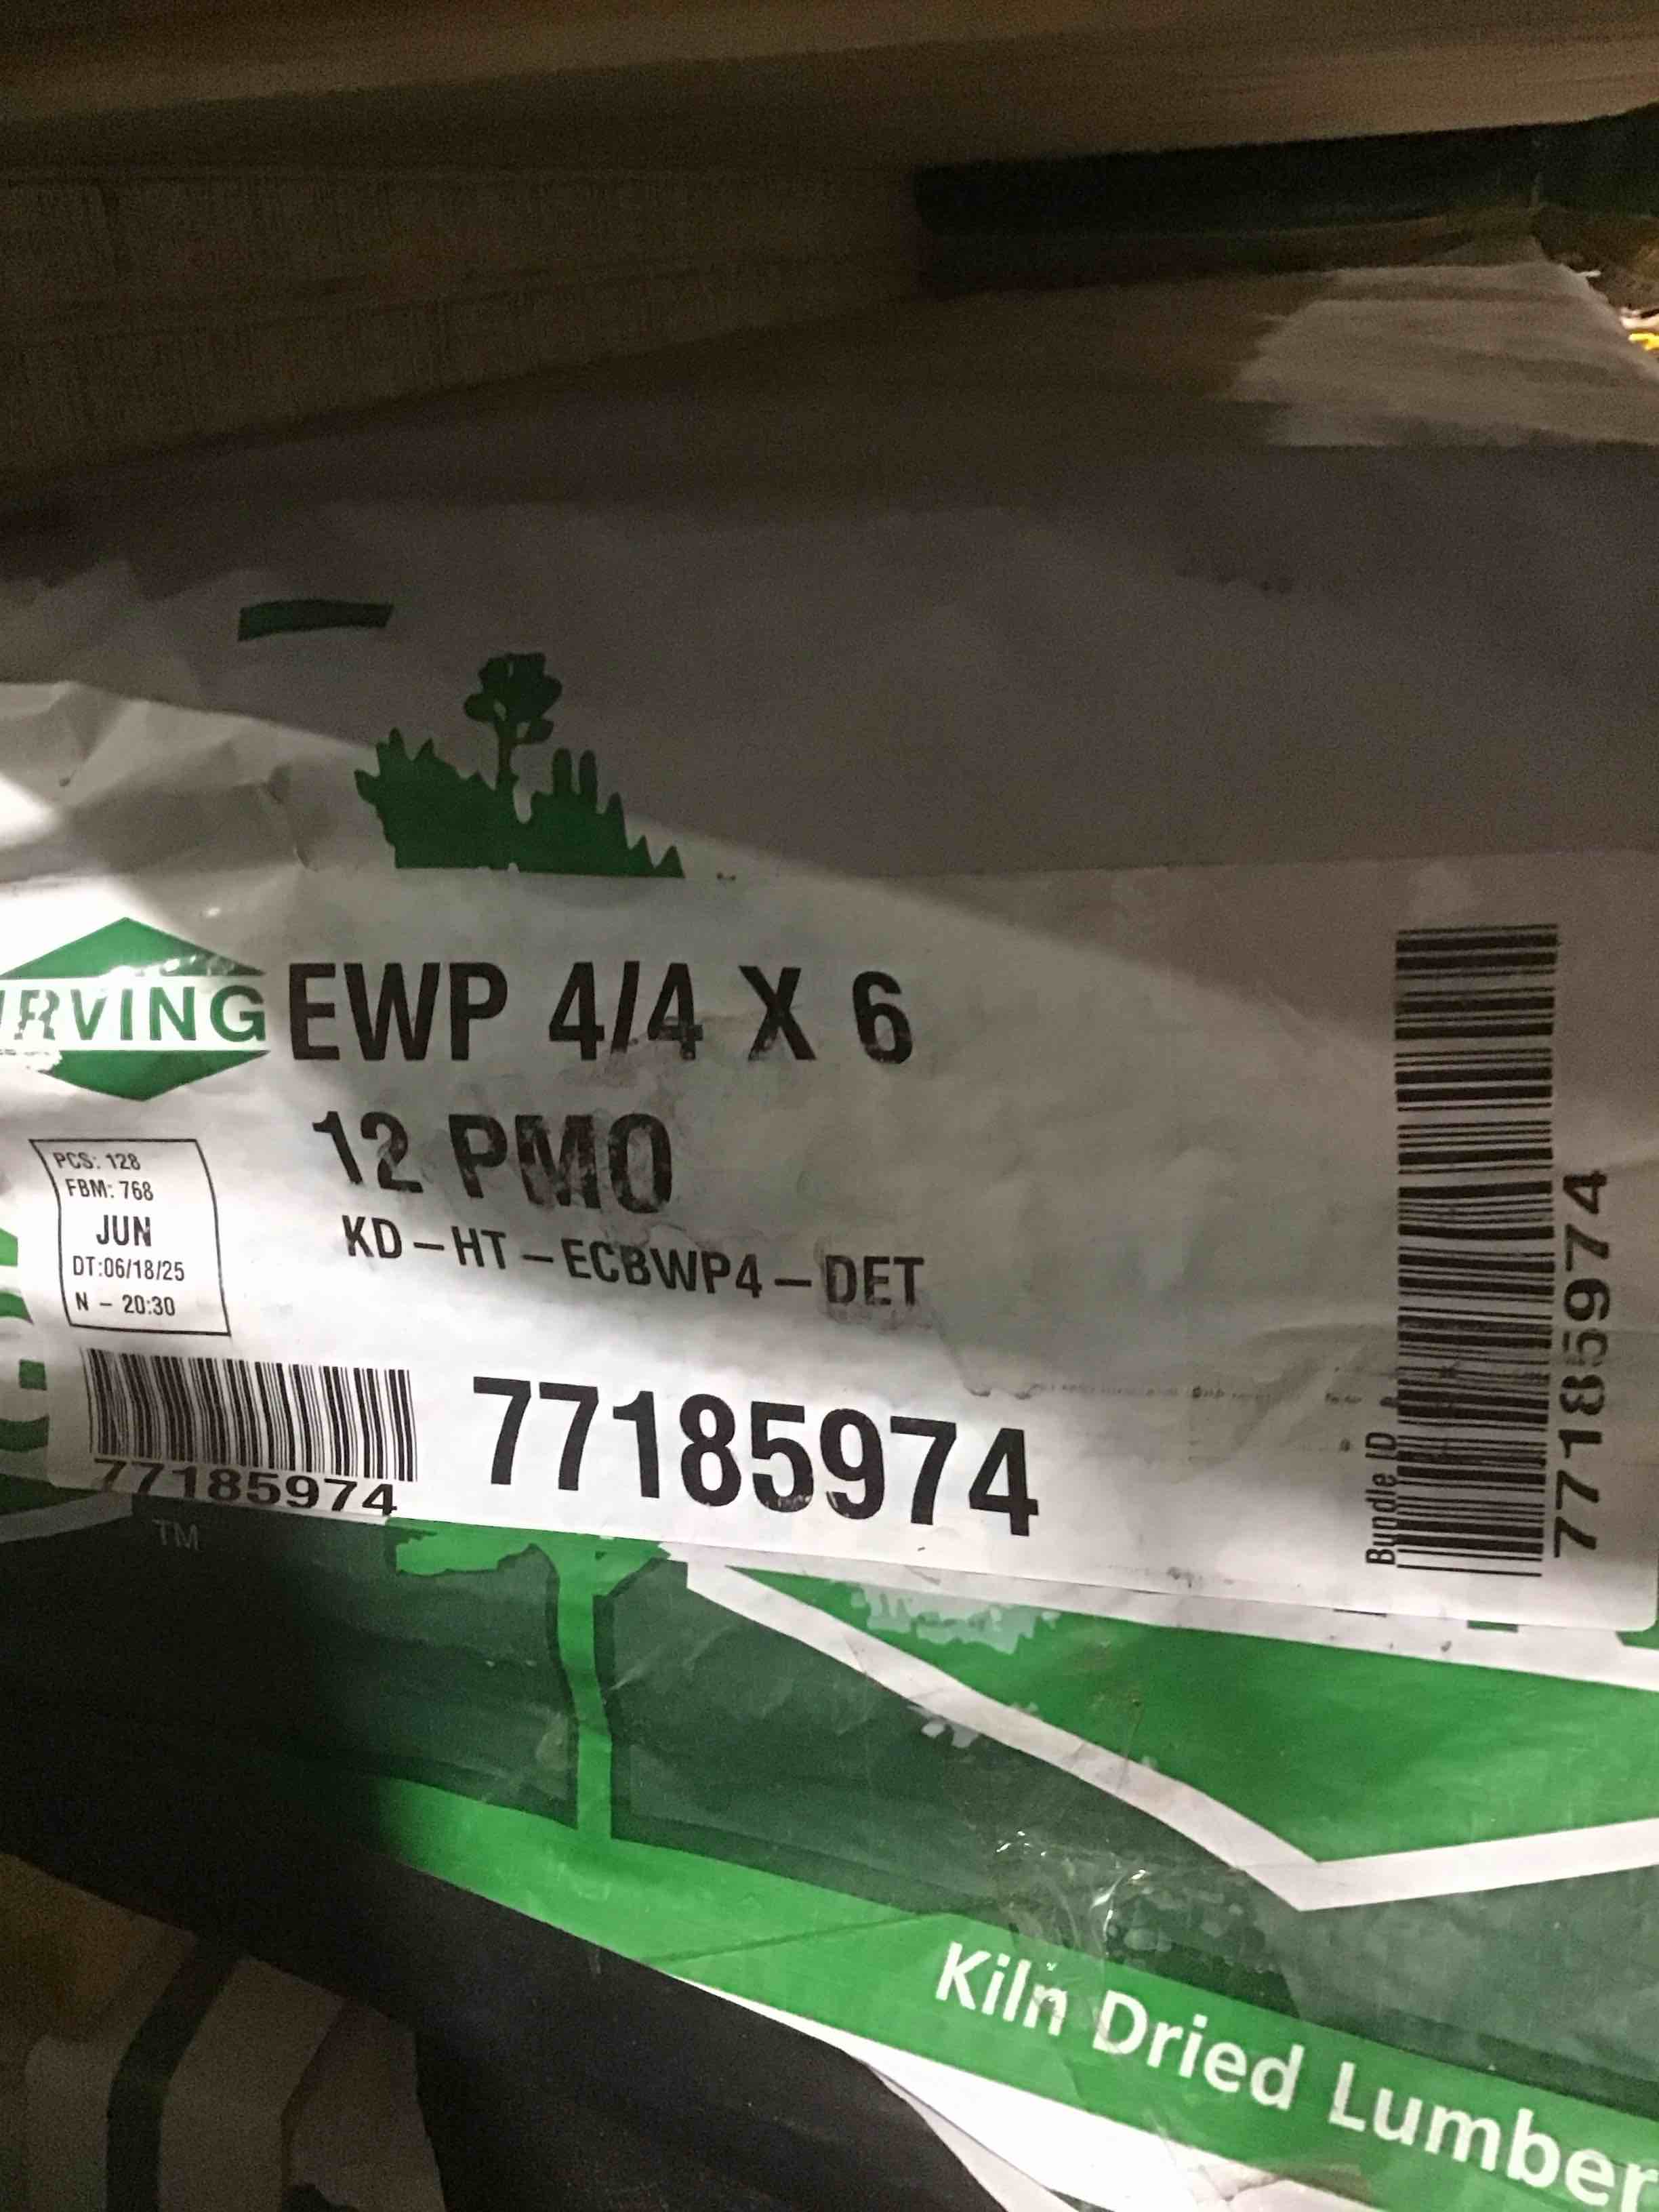 IRVING
EWP 4/4 X 6
12 PMO
KD-HT-ECBWP4-DET
PCS: 128
FBM: 768
JUN
DT:06/18/25
N - 20:30
77185974
77185974
Bundle ID
77185974
TM
Kiln Dried Lumber